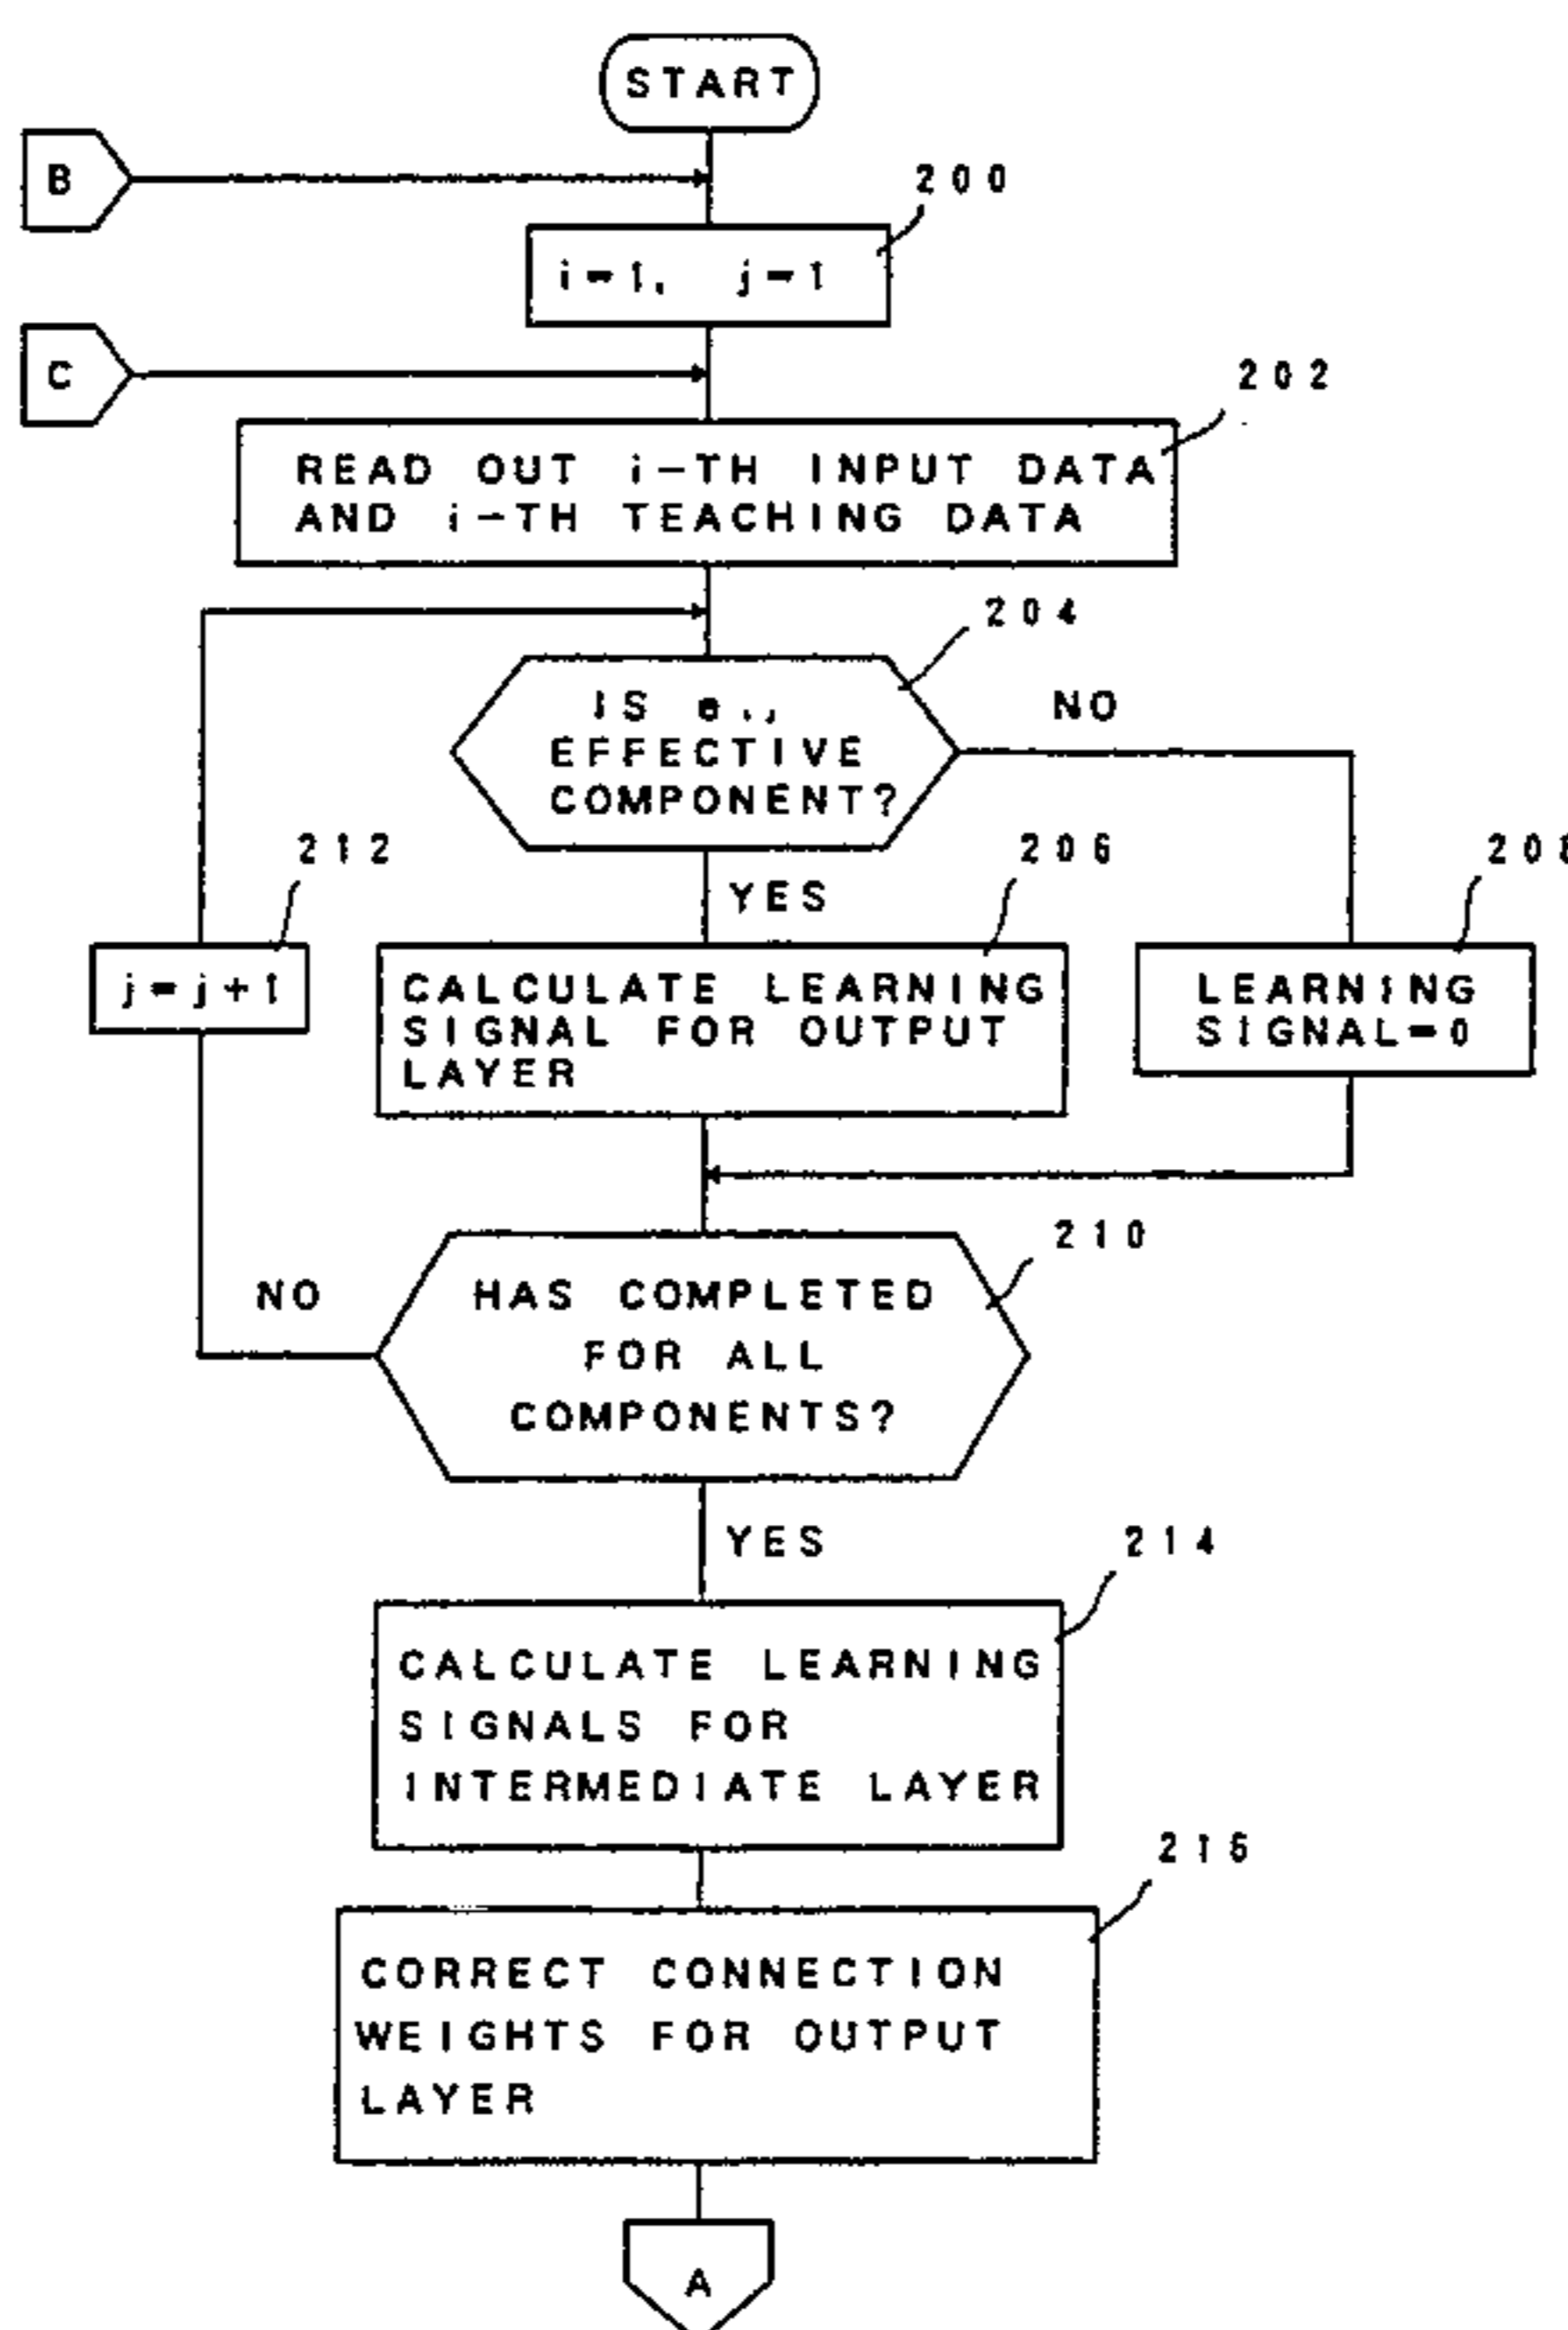 START
B
200
i=1, j=1
C
202
READ OUT i-TH INPUT DATA
AND i-TH TEACHING DATA
204
IS e
EFFECTIVE
COMPONENT?
NO
212
206
YES
j=j+1
CALCULATE LEARNING
SIGNAL FOR OUTPUT
LAYER
LEARNING
SIGNAL=0
210
NO
HAS COMPLETED
FOR ALL
COMPONENTS?
YES
214
CALCULATE LEARNING
SIGNALS FOR
INTERMEDIATE LAYER
CORRECT CONNECTION
WEIGHTS FOR OUTPUT
LAYER
A